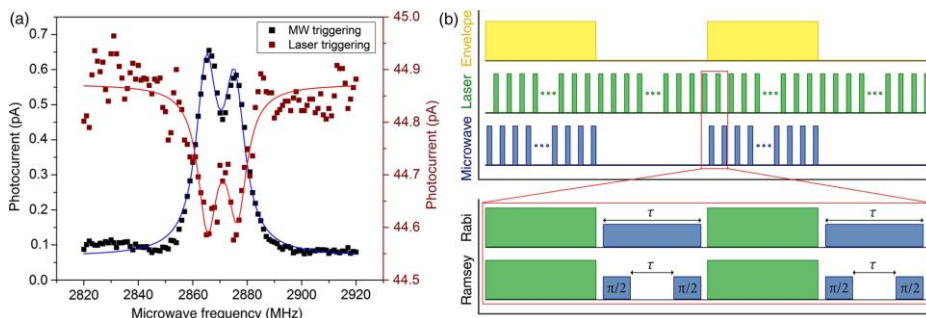 (a)
MW triggering
Laser triggering
Photocurrent (pA)
0.7
0.6
0.5
0.4
0.3
0.2
0.1
0.0
45.0
44.9
44.8
44.7
44.6
44.5
Photocurrent (pA)
2820
2840
2860
2880
2900
2920
Microwave frequency (MHz)
(b)
Envelope
Laser
Microwave
Rabi
τ
τ
Ramsey
π/2
τ
π/2
π/2
τ
π/2